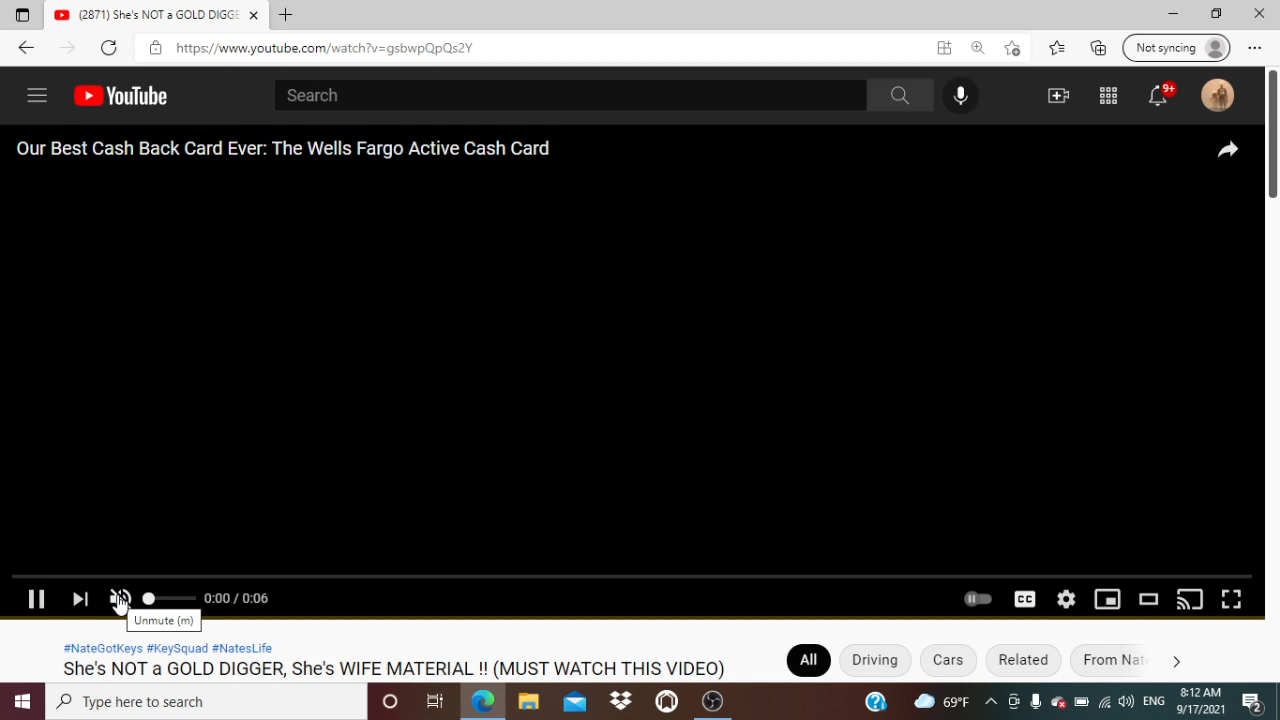 (2871) She's NOT a GOLD DIGGE
https://www.youtube.com/watch?v=gsbwpQpQs2Y
Not syncing
YouTube
Search
9+
Our Best Cash Back Card Ever: The Wells Fargo Active Cash Card
0:00 / 0:06
CC
Unmute (m)
#NateGotKeys #KeySquad #NatesLife
She's NOT a GOLD DIGGER, She's WIFE MATERIAL !! (MUST WATCH THIS VIDEO)
All
Driving
Cars
Related
From Nate
Type here to search
69°F
ENG
8:12 AM
9/17/2021
2